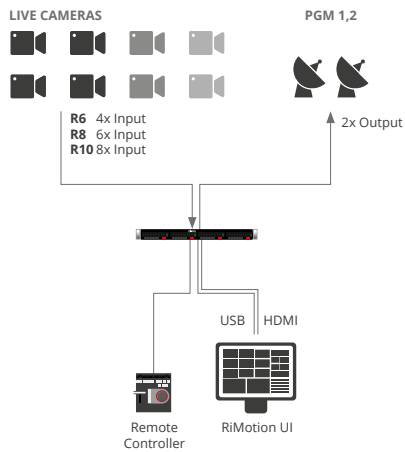 LIVE CAMERAS
PGM 1,2
R6 4x Input
R8 6x Input
R10 8x Input
2x Output
USB HDMI
Remote
Controller
RiMotion UI